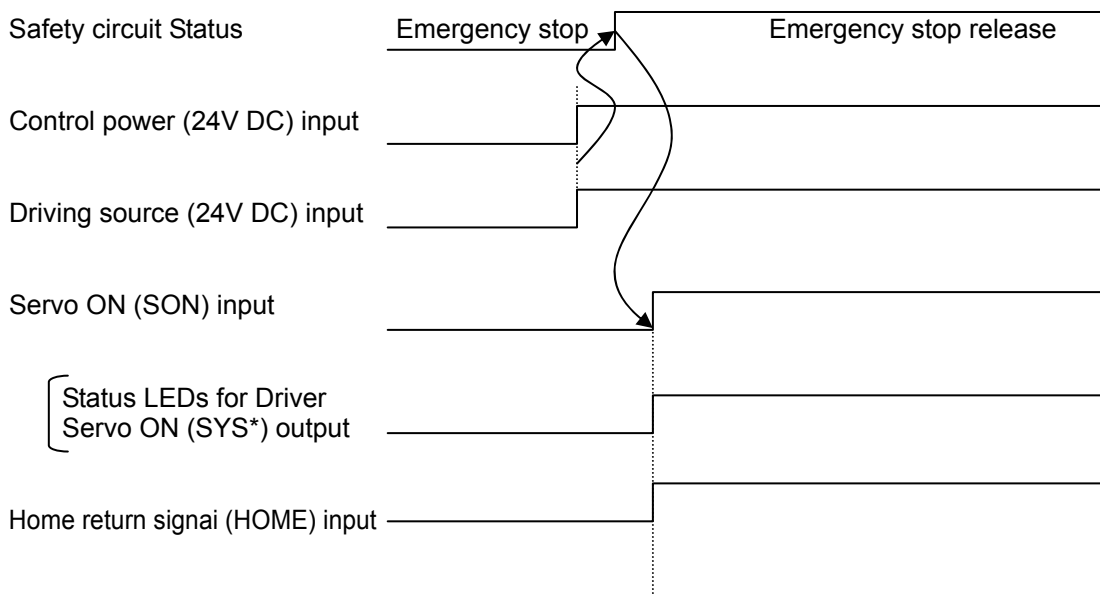 Safety circuit Status
Emergency stop
Emergency stop release
Control power (24V DC) input
Driving source (24V DC) input
Servo ON (SON) input
Status LEDs for Driver
Servo ON (SYS*) output
Home return signai (HOME) input